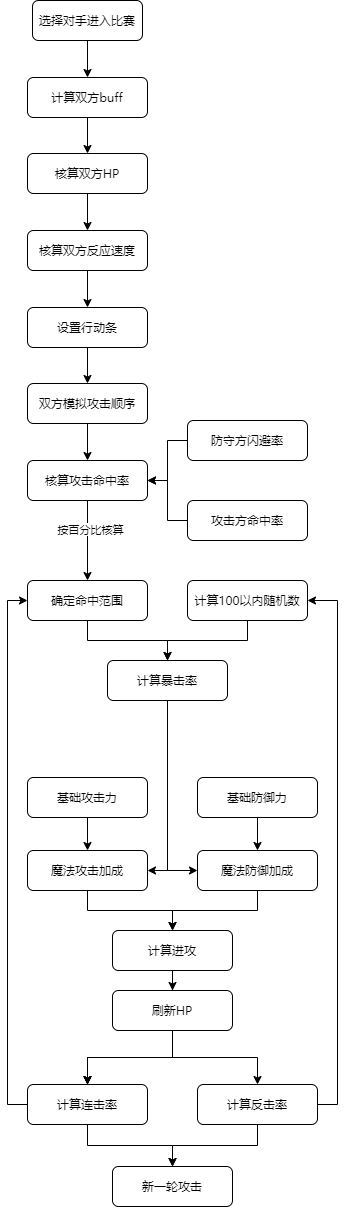 选择对手进入比赛
计算双方buff
核算双方HP
核算双方反应速度
设置行动条
双方模拟攻击顺序
防守方闪避率
核算攻击命中率
攻击方命中率
按百分比核算
确定命中范围
计算100以内随机数
计算暴击率
基础攻击力
基础防御力
魔法攻击加成
魔法防御加成
计算进攻
刷新HP
计算连击率
计算反击率
新一轮攻击